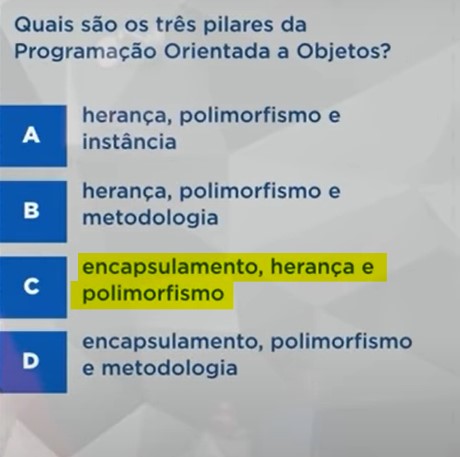 Quais são os três pilares da
Programação Orientada a Objetos?
A
herança, polimorfismo e
instância
B
herança, polimorfismo e
metodologia
C
encapsulamento, herança e
polimorfismo
D
encapsulamento, polimorfismo
e metodologia